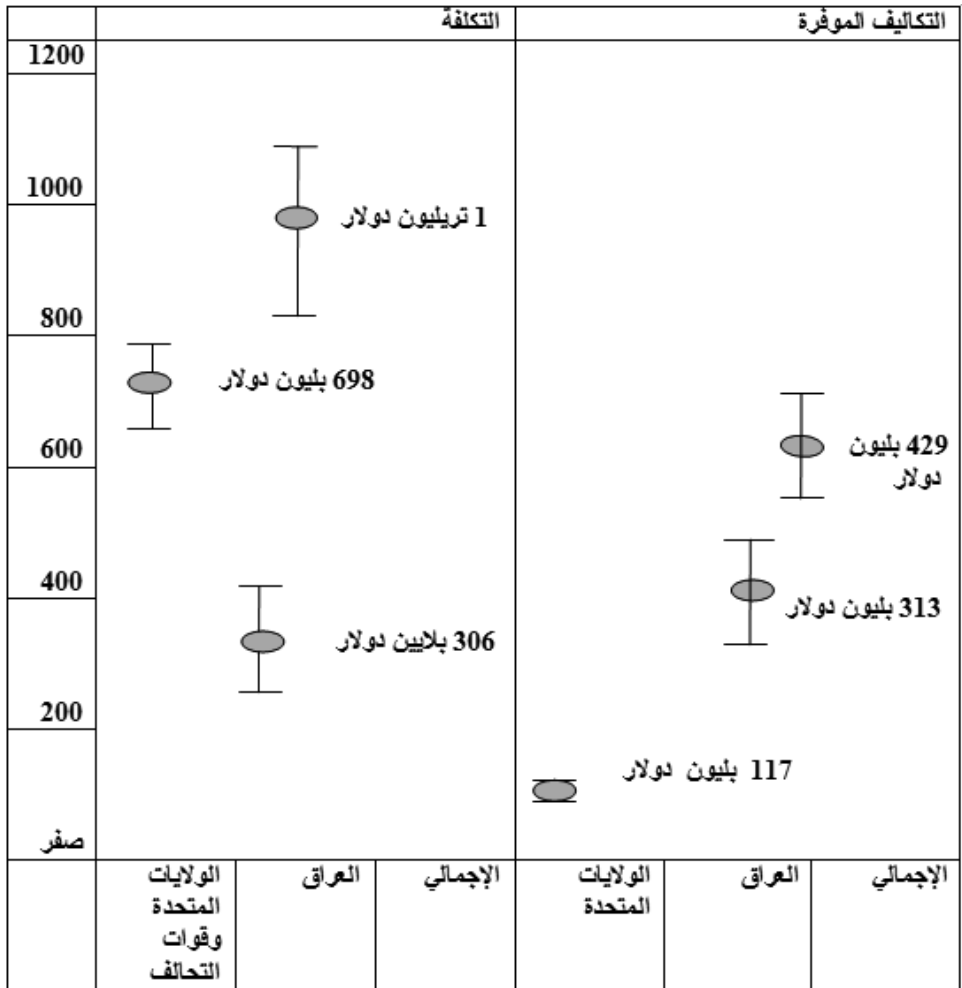 التكاليف الموفرة
التكلفة
1200
1000
1 تريليون دولار
800
698 بليون دولار
600
429 بليون
دولار
400
313 بليون دولار
306 بلايين دولار
200
117 بليون دولار
صفر
الولايات
المتحدة
وقوات
التحالف
العراق
الإجمالي
الولايات
المتحدة
العراق
الإجمالي